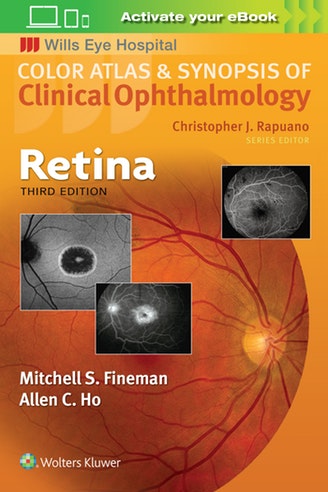 Activate your eBook
Wills Eye Hospital
COLOR ATLAS & SYNOPSIS OF
Clinical Ophthalmology
Christopher J. Rapuano
SERIES EDITOR
Retina
THIRD EDITION
Mitchell S. Fineman
Allen C. Ho
Wolters Kluwer